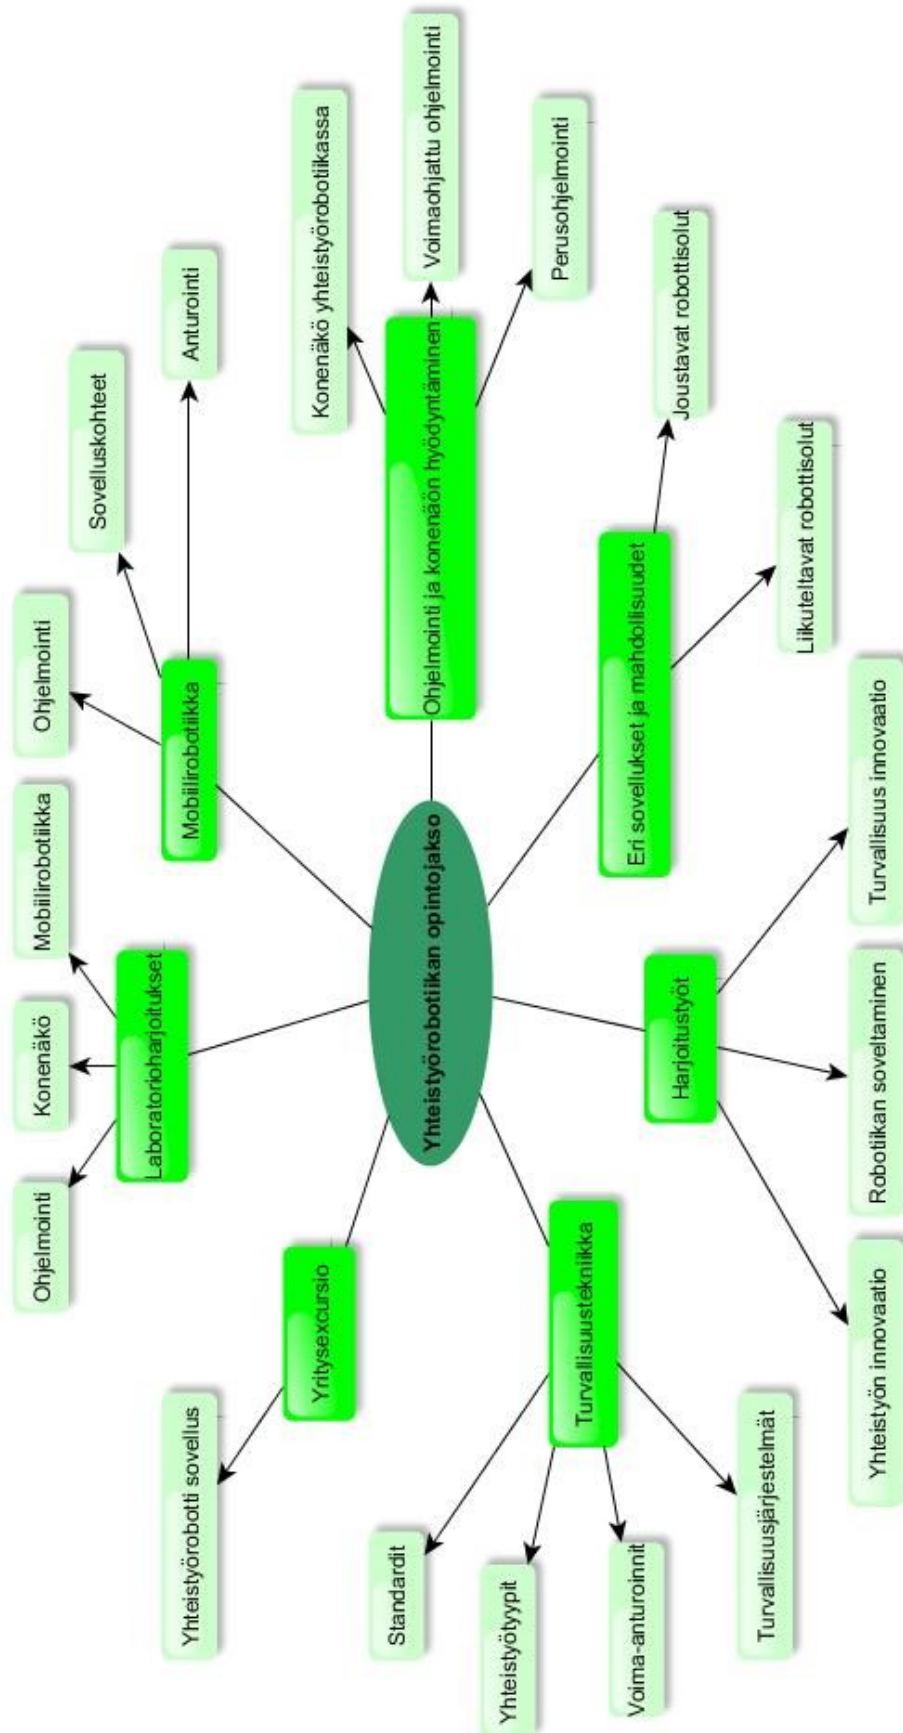 Ohjelmointi
Konenäkö
Mobiilirobotiikka
Ohjelmointi
Sovelluskohteet
Laboratorioharjoitukset
Yhteistyörobotti sovellus
Mobiilirobotiikka
Anturointi
Yritysexcursio
Konenäkö yhteistyörobotiikassa
Standardit
Yhteistyörobotiikan opintojakso
Ohjelmointi ja konenäön hyödyntäminen
Voimaohjattu ohjelmointi
Yhteistyötyypit
Turvallisuustekniikka
Perusohjelmointi
Voima-anturoinnit
Harjoitustyöt
Eri sovellukset ja mahdollisuudet
Joustavat robottisolut
Turvallisuusjärjestelmät
Liikuteltavat robottisolut
Yhteistyön innovaatio
Robotiikan soveltaminen
Turvallisuus innovaatio